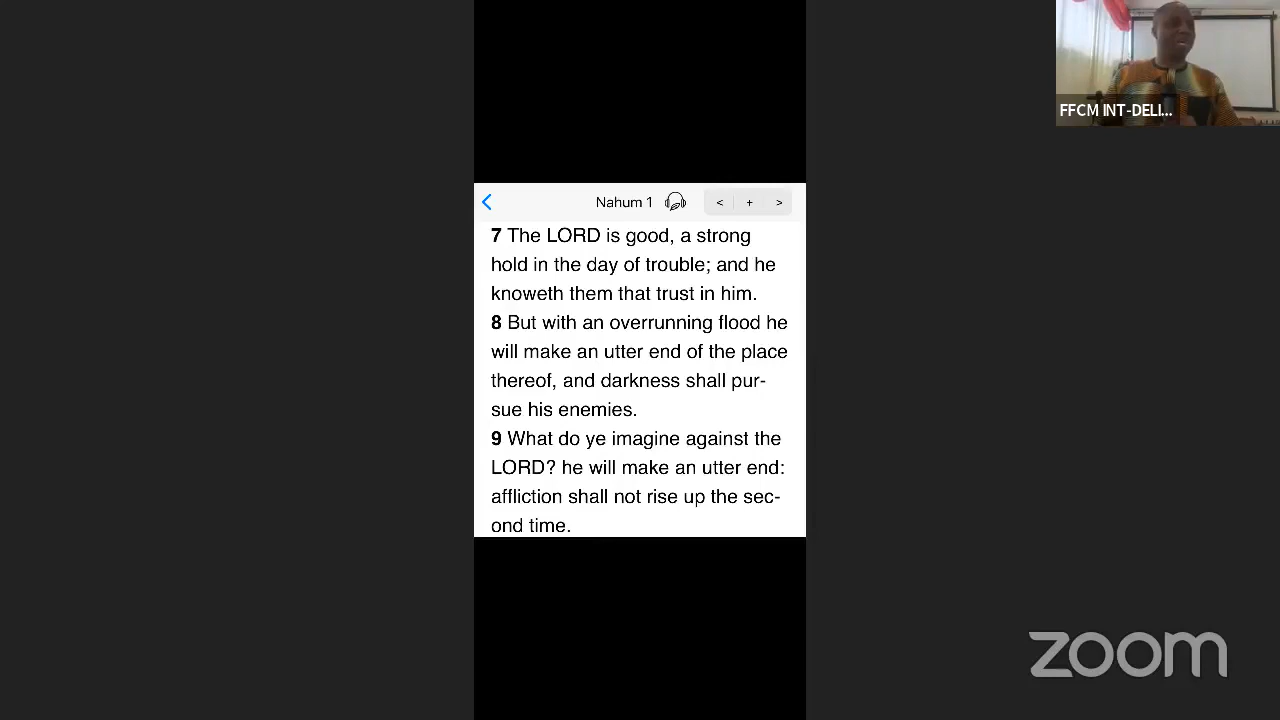 FFCM INT-DELI...
Nahum 1
< + >
7 The LORD is good, a strong
hold in the day of trouble; and he
knoweth them that trust in him.
8 But with an overrunning flood he
will make an utter end of the place
thereof, and darkness shall pur-
sue his enemies.
9 What do ye imagine against the
LORD? he will make an utter end:
affliction shall not rise up the sec-
ond time.
zoom